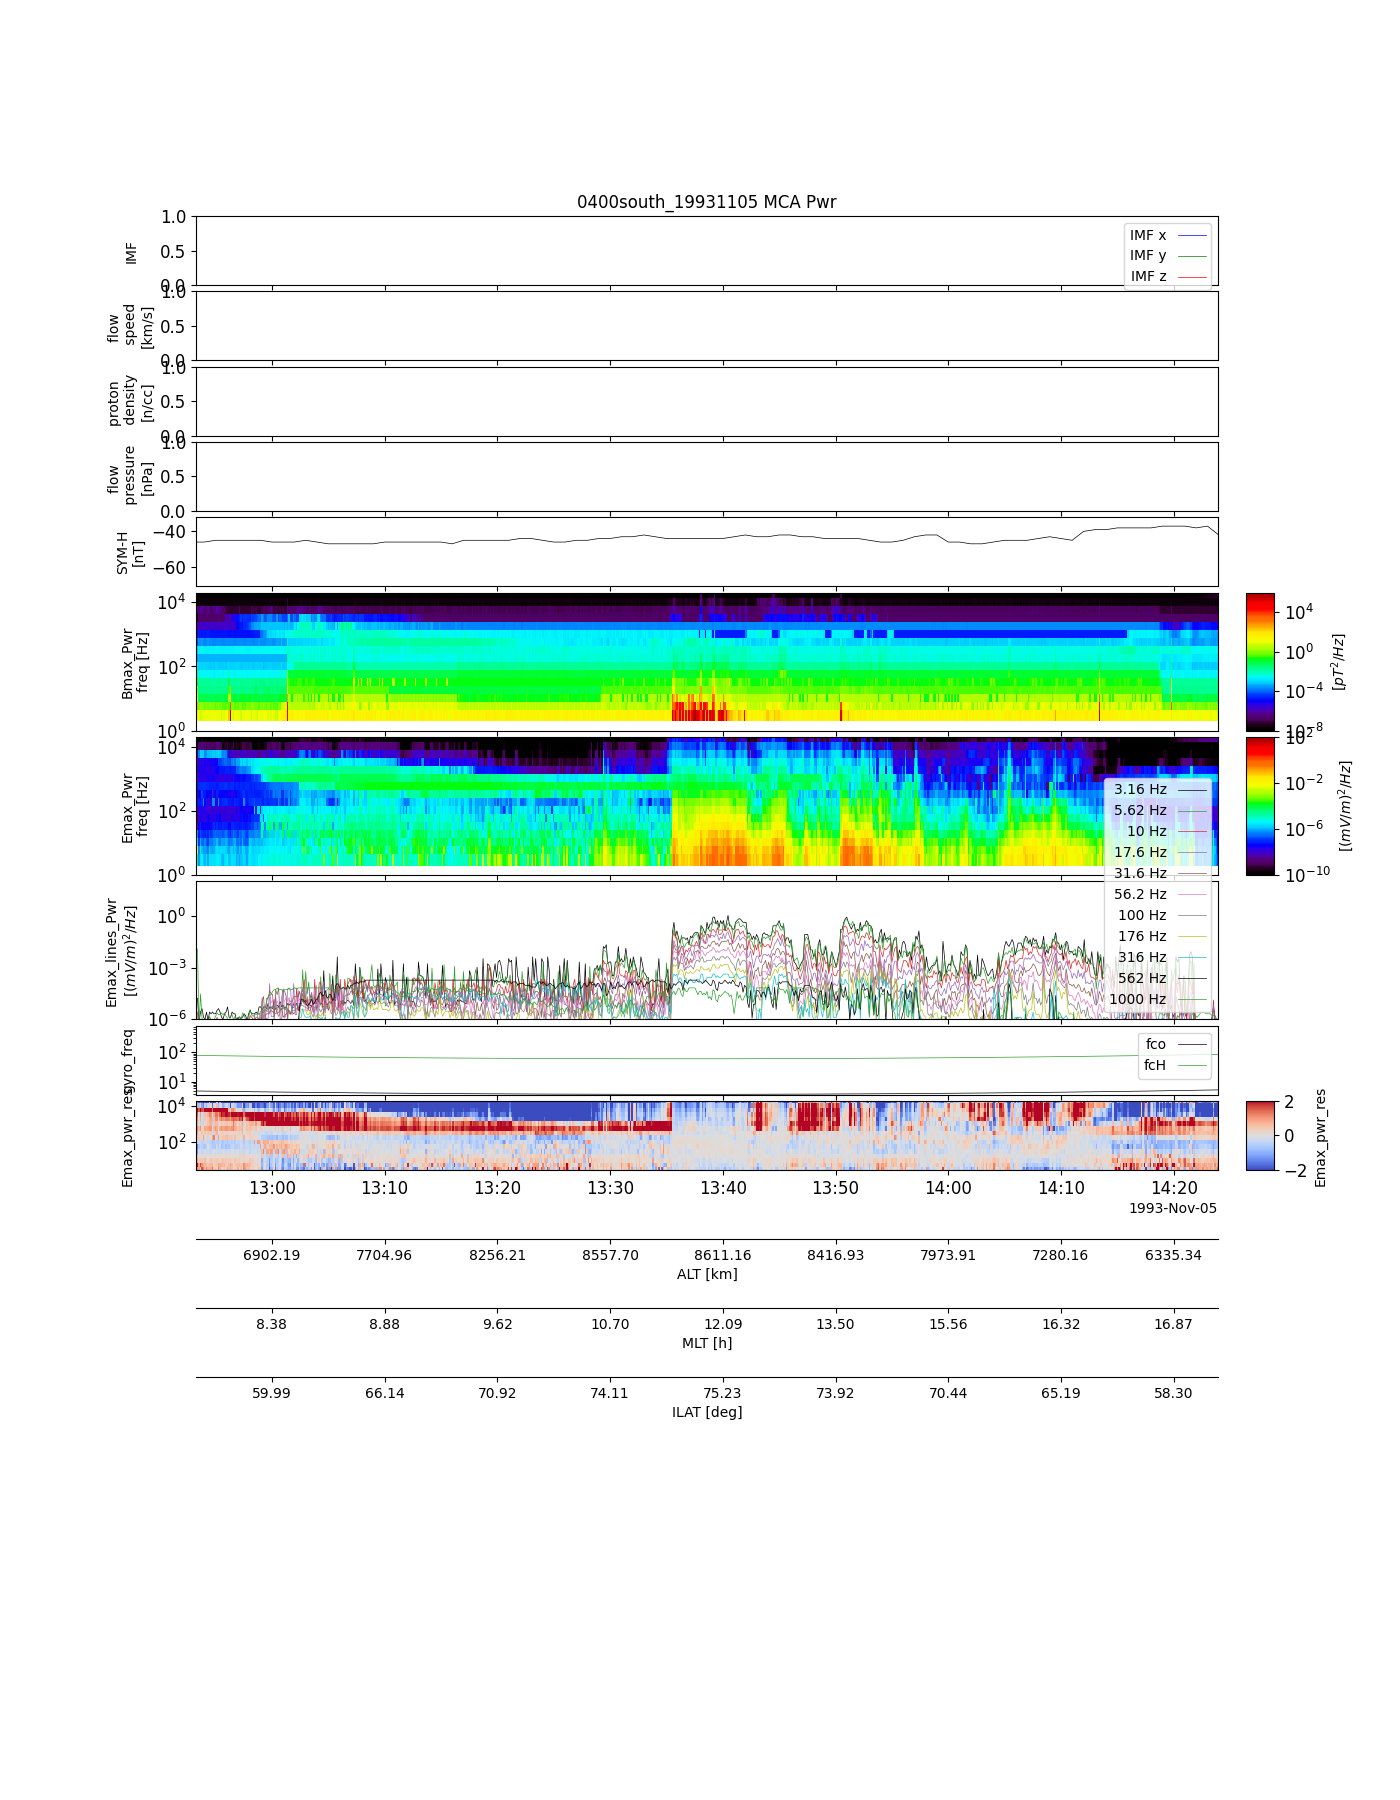 0400south_19931105 MCA Pwr
1.0
0.5
0.0
IMF
IMF x
IMF y
IMF z
1.0
0.5
0.0
flow
speed
[km/s]
1.0
0.5
0.0
proton
density
[n/cc]
1.0
0.5
0.0
flow
pressure
[nPa]
−40
−60
SYM-H
[nT]
10^4
10^2
10^0
Bmax_Pwr
freq [Hz]
10^4
10^0
10^-4
10^-8
[pT^2/Hz]
10^4
10^2
10^0
Emax_Pwr
freq [Hz]
10^2
10^-2
10^-6
10^-10
[(mV/m)^2/Hz]
3.16 Hz
5.62 Hz
10 Hz
17.6 Hz
31.6 Hz
56.2 Hz
100 Hz
176 Hz
316 Hz
562 Hz
1000 Hz
10^0
10^-3
10^-6
Emax_lines_Pwr
[(mV/m)^2/Hz]
10^2
10^1
gyro_freq
fco
fcH
10^4
10^2
Emax_pwr_res
2
0
−2
Emax_pwr_res
13:00 13:10 13:20 13:30 13:40 13:50 14:00 14:10 14:20
1993-Nov-05
6902.19 7704.96 8256.21 8557.70 8611.16 8416.93 7973.91 7280.16 6335.34
ALT [km]
8.38 8.88 9.62 10.70 12.09 13.50 15.56 16.32 16.87
MLT [h]
59.99 66.14 70.92 74.11 75.23 73.92 70.44 65.19 58.30
ILAT [deg]